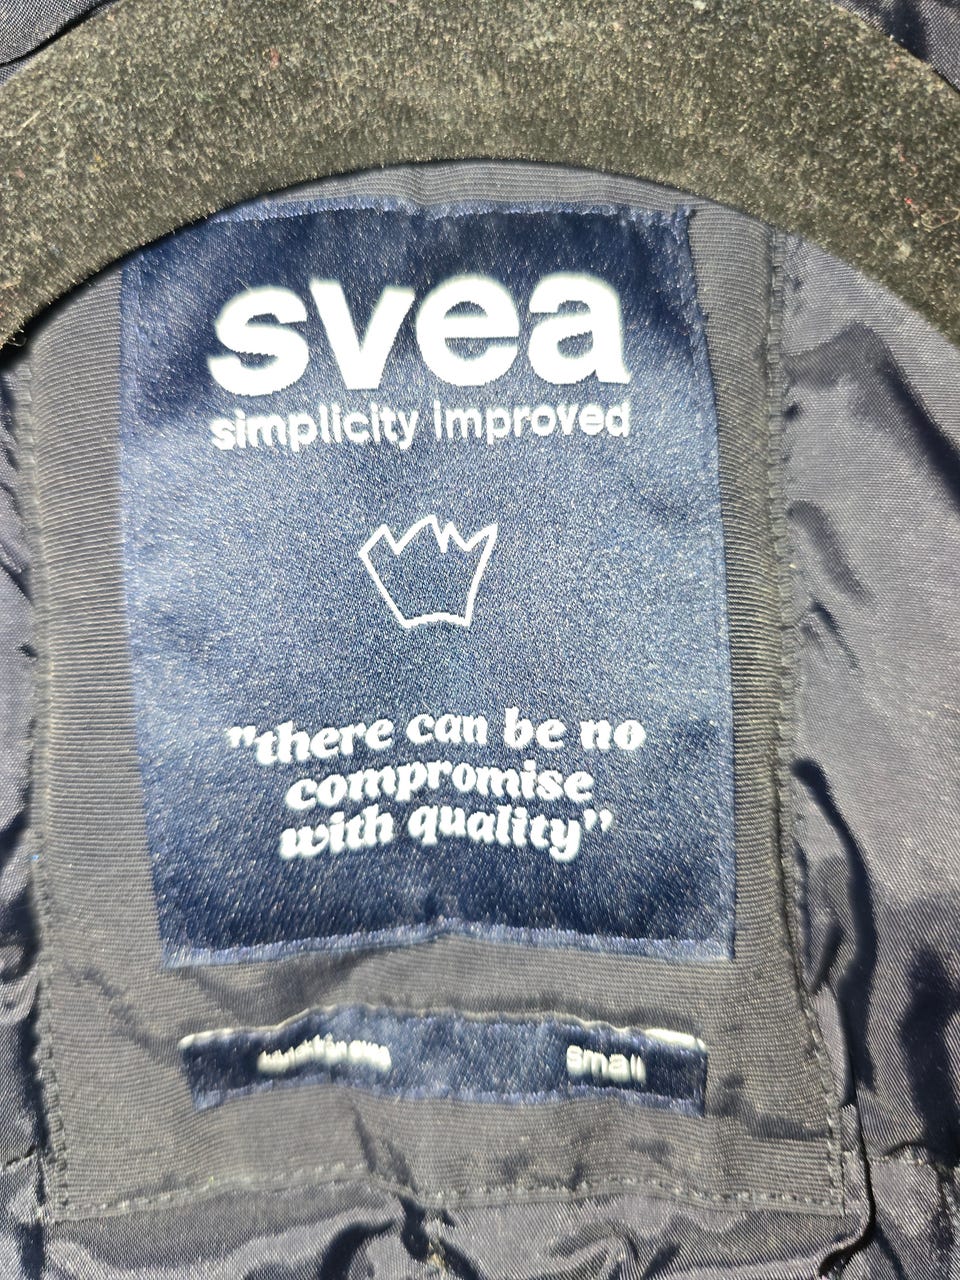 svea
simplicity improved
"there can be no
compromise
with quality"
small